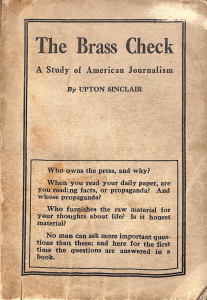 The Brass Check
A Study of American Journalism
By UPTON SINCLAIR
Who owns the press, and why?
When you read your daily paper, are
you reading facts, or propaganda? And
whose propaganda?
Who furnishes the raw material for
your thoughts about life? Is it honest
material?
No man can ask more important ques-
tions than these; and here for the first
time the questions are answered in a
book.